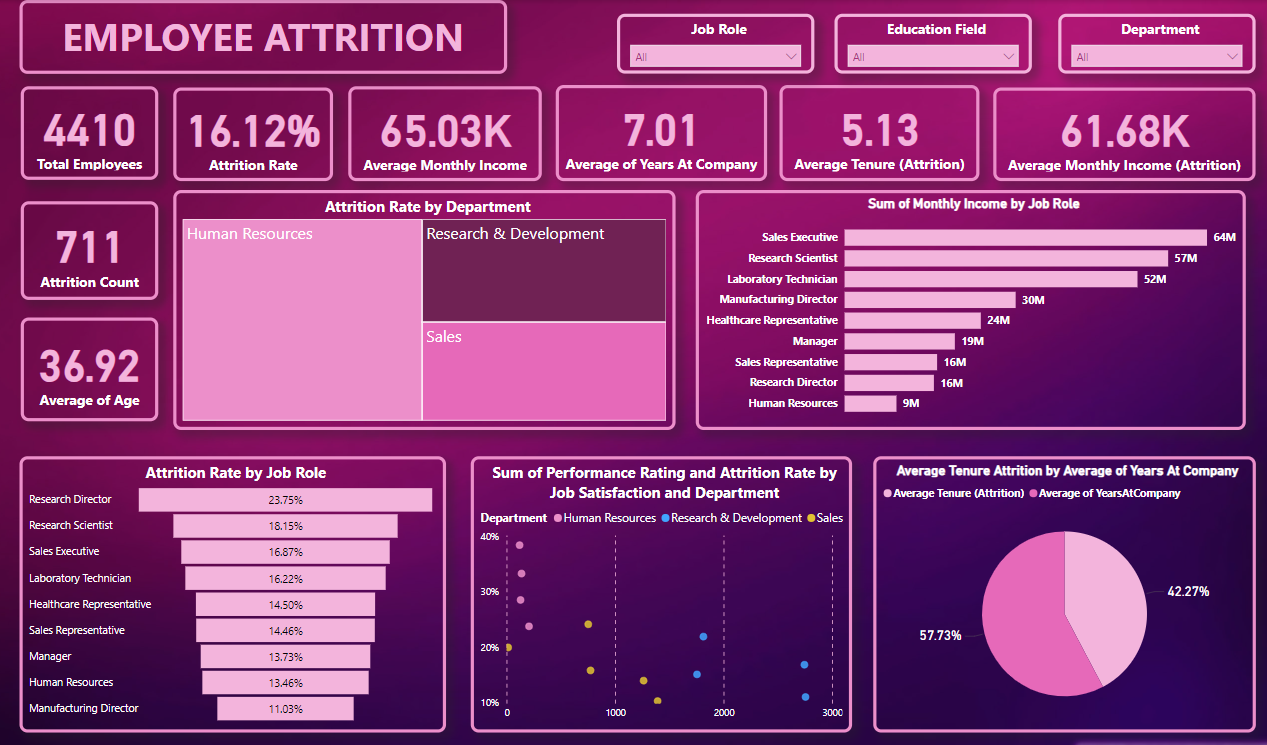 EMPLOYEE ATTRITION
Job Role
All
Education Field
All
Department
All
4410
Total Employees
16.12%
Attrition Rate
65.03K
Average Monthly Income
7.01
Average of Years At Company
5.13
Average Tenure (Attrition)
61.68K
Average Monthly Income (Attrition)
711
Attrition Count
36.92
Average of Age
Attrition Rate by Department
Human Resources
Research & Development
Sales
Sum of Monthly Income by Job Role
Sales Executive 64M
Research Scientist 57M
Laboratory Technician 52M
Manufacturing Director 30M
Healthcare Representative 24M
Manager 19M
Sales Representative 16M
Research Director 16M
Human Resources 9M
Attrition Rate by Job Role
Research Director 23.75%
Research Scientist 18.15%
Sales Executive 16.87%
Laboratory Technician 16.22%
Healthcare Representative 14.50%
Sales Representative 14.46%
Manager 13.73%
Human Resources 13.46%
Manufacturing Director 11.03%
Sum of Performance Rating and Attrition Rate by
Job Satisfaction and Department
Department Human Resources Research & Development Sales
40%
30%
20%
10%
0 1000 2000 3000
Average Tenure Attrition by Average of Years At Company
Average Tenure (Attrition) Average of YearsAtCompany
42.27%
57.73%